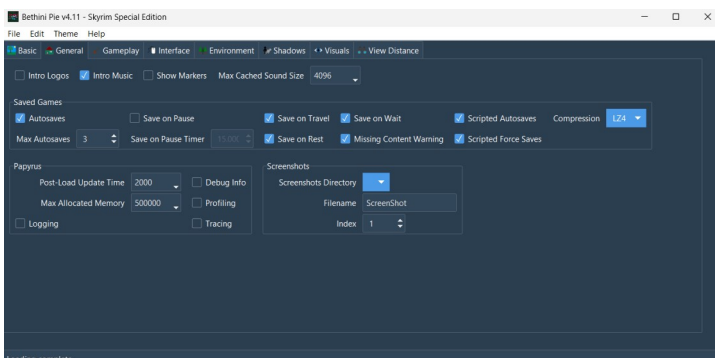 Bethini Pie v4.11 - Skyrim Special Edition
File Edit Theme Help
Basic General Gameplay Interface Environment Shadows Visuals View Distance
Intro Logos Intro Music Show Markers Max Cached Sound Size 4096
Saved Games
Autosaves Save on Pause Save on Travel Save on Wait Scripted Autosaves Compression LZ4
Max Autosaves 3 Save on Pause Timer Save on Rest Missing Content Warning Scripted Force Saves
Papyrus Screenshots
Post-Load Update Time 2000 Debug Info Screenshots Directory
Max Allocated Memory 500000 Profiling Filename ScreenShot
Logging Tracing Index 1